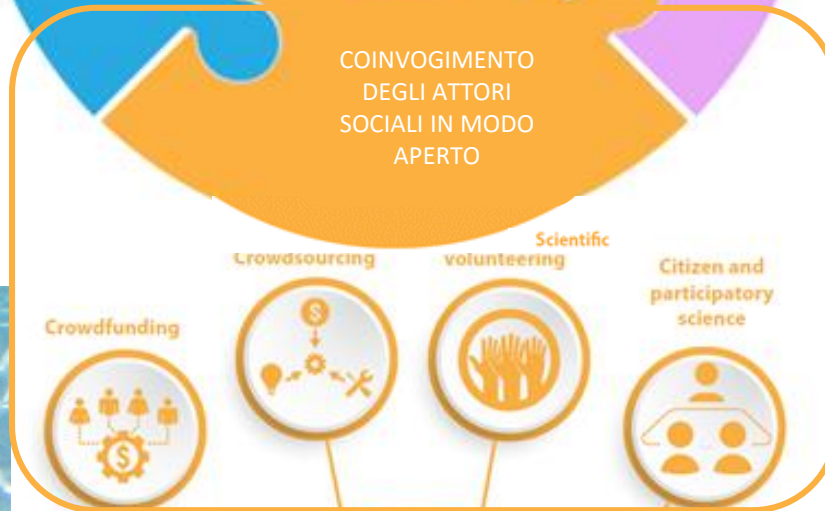 COINVOGIMENTO
DEGLI ATTORI
SOCIALI IN MODO
APERTO
Scientific
Crowdsourcing
volunteering
Citizen and
participatory
science
Crowdfunding
$
$